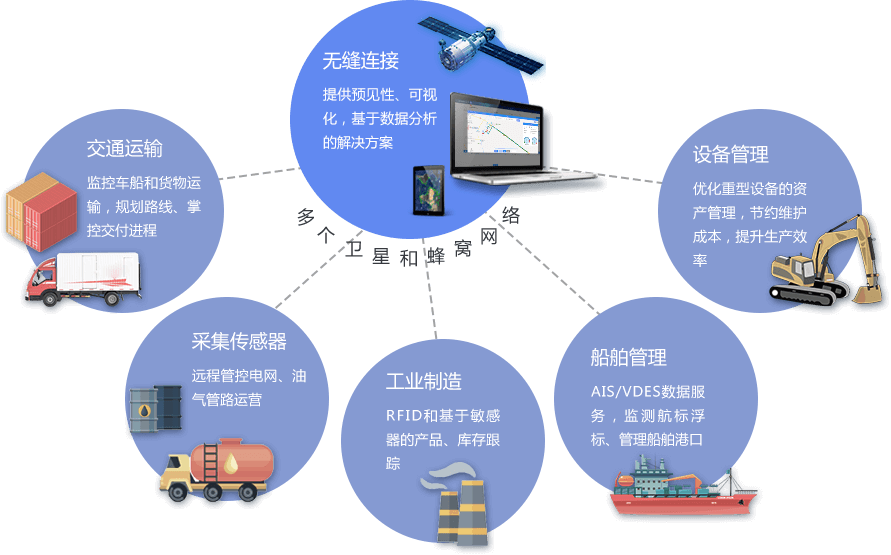 无缝连接
提供预见性、可视
化，基于数据分析
的解决方案
多个卫星和蜂窝网络
交通运输
监控车船和货物运
输，规划路线、掌
控交付进程
设备管理
优化重型设备的资
产管理，节约维护
成本，提升生产效
率
采集传感器
远程管控电网、油
气管路运营
工业制造
RFID和基于敏感
器的产品、库存跟
踪
船舶管理
AIS/VDES数据服
务，监测航标浮
标、管理船舶港口